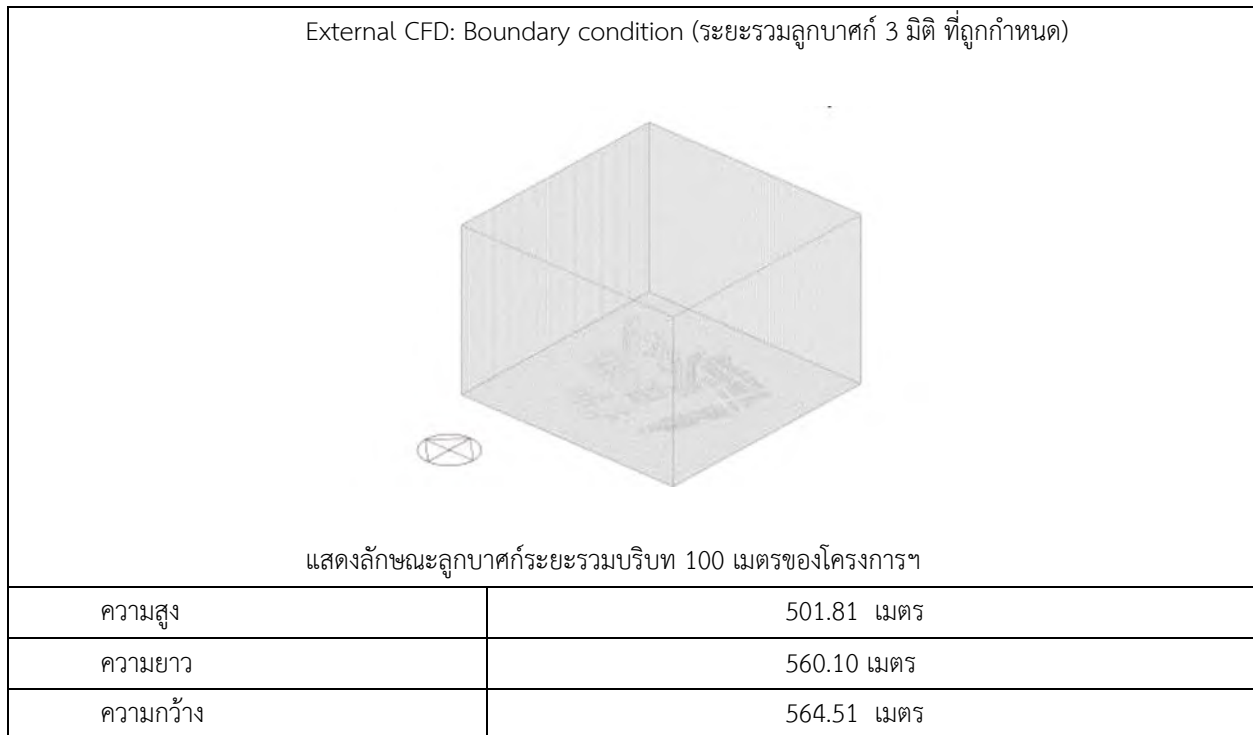 External CFD: Boundary condition (ระยะรวมลูกบาศก์ 3 มิติ ที่ถูกกำหนด)
แสดงลักษณะลูกบาศก์ระยะรวมบริบท 100 เมตรของโครงการฯ
ความสูง 501.81 เมตร
ความยาว 560.10 เมตร
ความกว้าง 564.51 เมตร